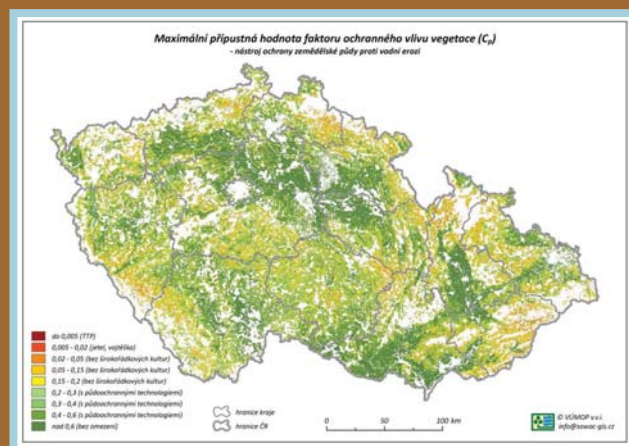 Maximální přípustná hodnota faktoru ochranného vlivu vegetace (Cp)
- nástroj ochrany zemědělské půdy proti vodní erozi
do 0,005 (TTP)
0,005 - 0,02 (jetel, vojtěška)
0,02 - 0,05 (bez širokořádkových kultur)
0,05 - 0,15 (bez širokořádkových kultur)
0,15 - 0,2 (bez širokořádkových kultur)
0,2 - 0,3 (s půdoochrannými technologiemi)
0,3 - 0,4 (s půdoochrannými technologiemi)
0,4 - 0,6 (s půdoochrannými technologiemi)
nad 0,6 (bez omezení)
hranice kraje
hranice ČR
0 50 100 km
© VÚMOP v.v.i.
info@sowac-gis.cz